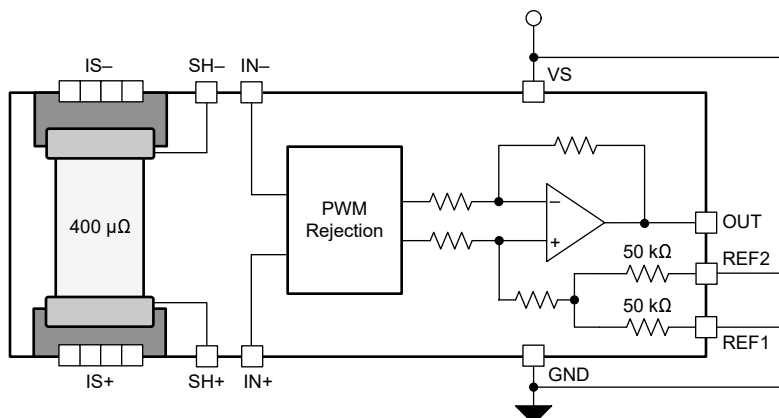 IS–
SH–
IN–
VS
400 µΩ
PWM
Rejection
–
+
OUT
50 kΩ
REF2
50 kΩ
REF1
IS+
SH+
IN+
GND